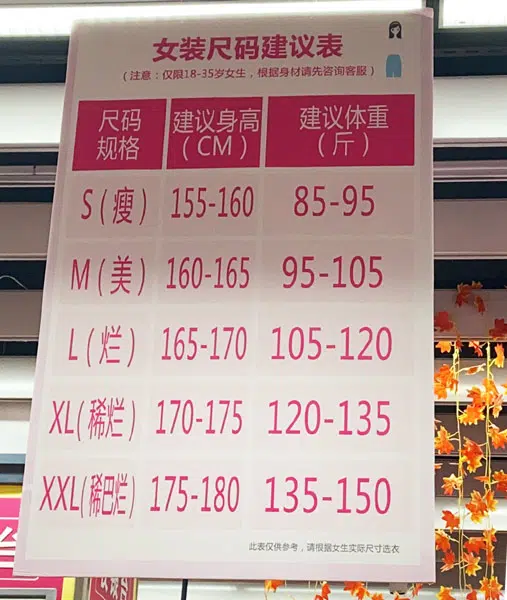 女装尺码建议表
（注意：仅限18-35岁女生，根据身材请先咨询客服）
尺码规格 建议身高（CM） 建议体重（斤）
S(瘦) 155-160 85-95
M(美) 160-165 95-105
L(烂) 165-170 105-120
XL(稀烂) 170-175 120-135
XXL(稀巴烂) 175-180 135-150
此表仅供参考，请根据女生实际尺寸选衣